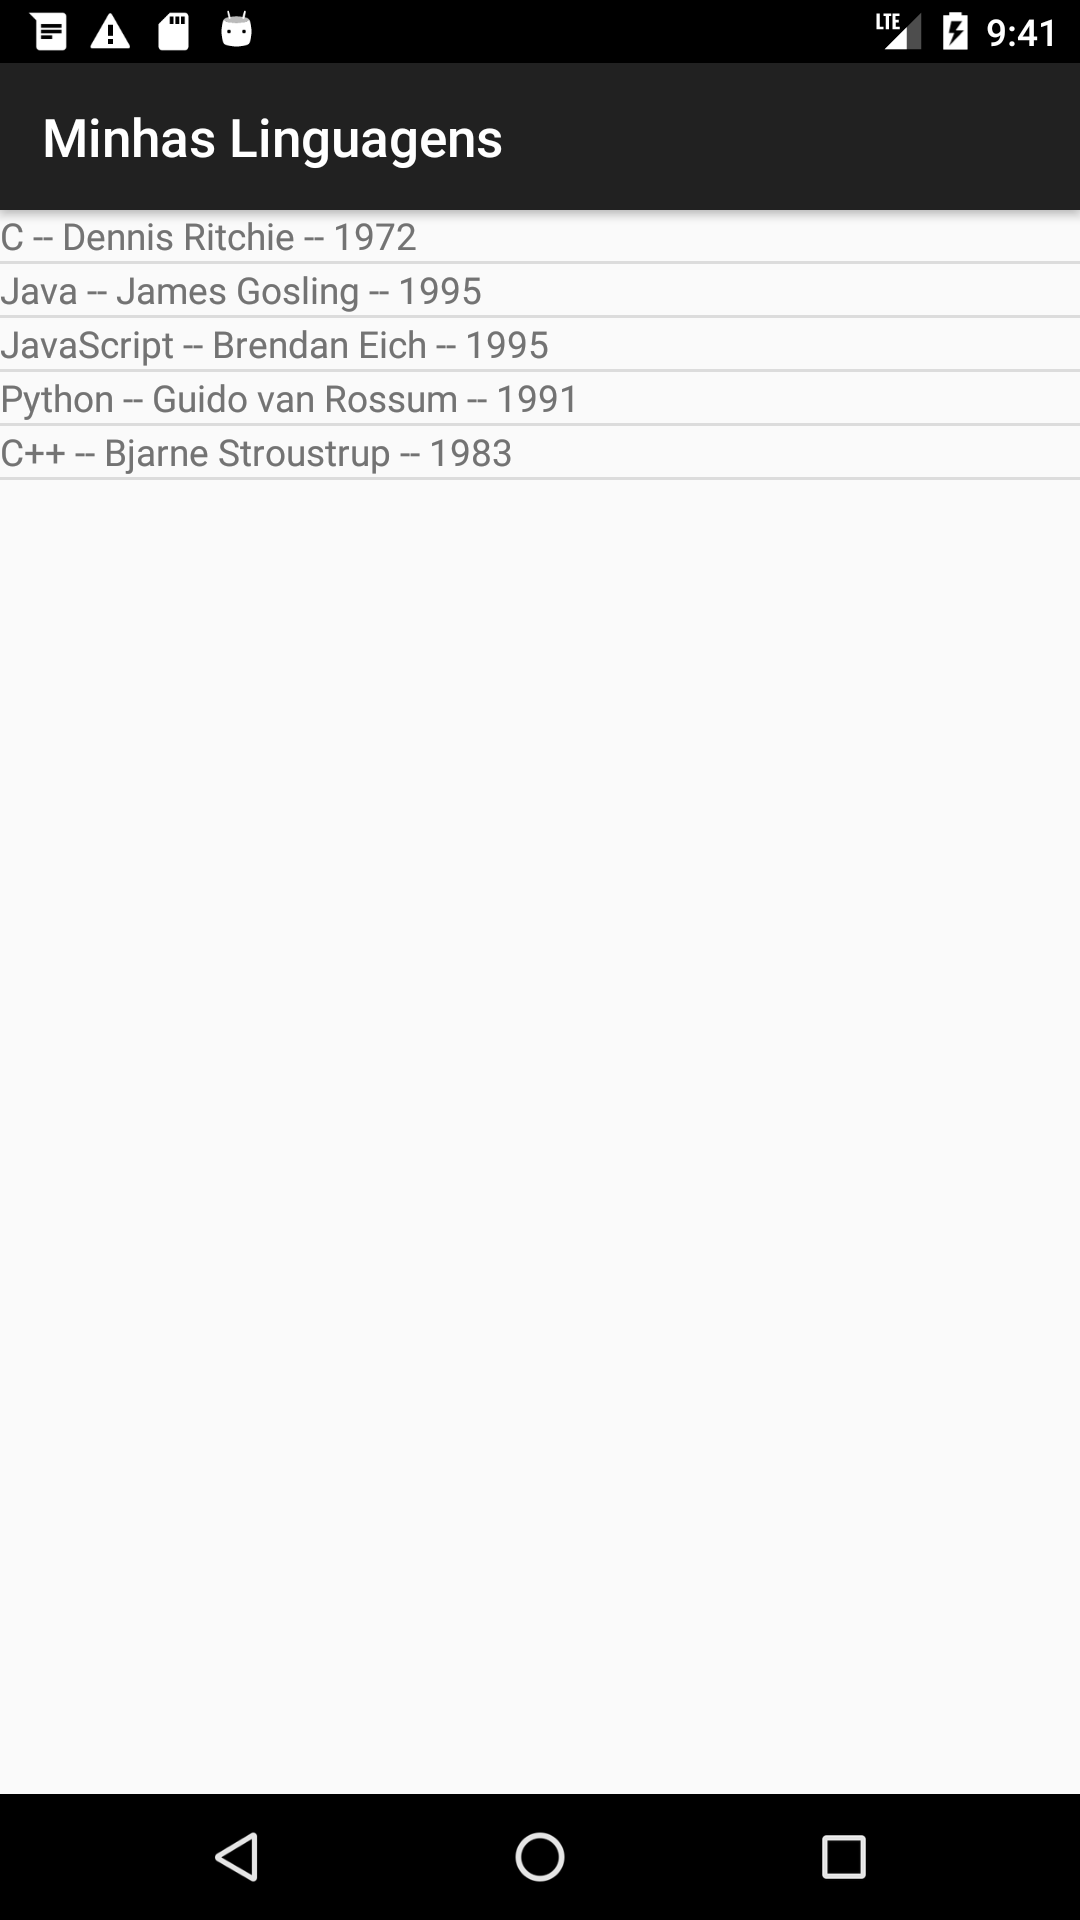 LTE 9:41
Minhas Linguagens
C -- Dennis Ritchie -- 1972
Java -- James Gosling -- 1995
JavaScript -- Brendan Eich -- 1995
Python -- Guido van Rossum -- 1991
C++ -- Bjarne Stroustrup -- 1983